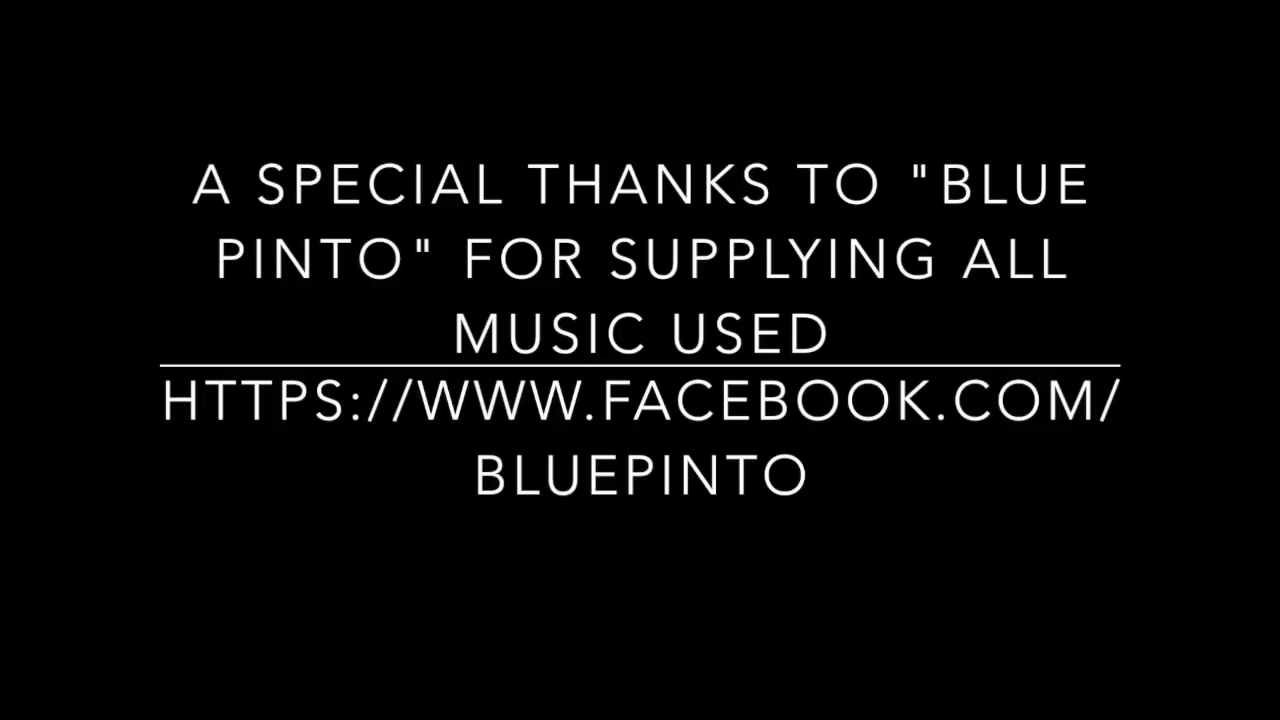 A SPECIAL THANKS TO "BLUE
PINTO" FOR SUPPLYING ALL
MUSIC USED
HTTPS://WWW.FACEBOOK.COM/
BLUEPINTO